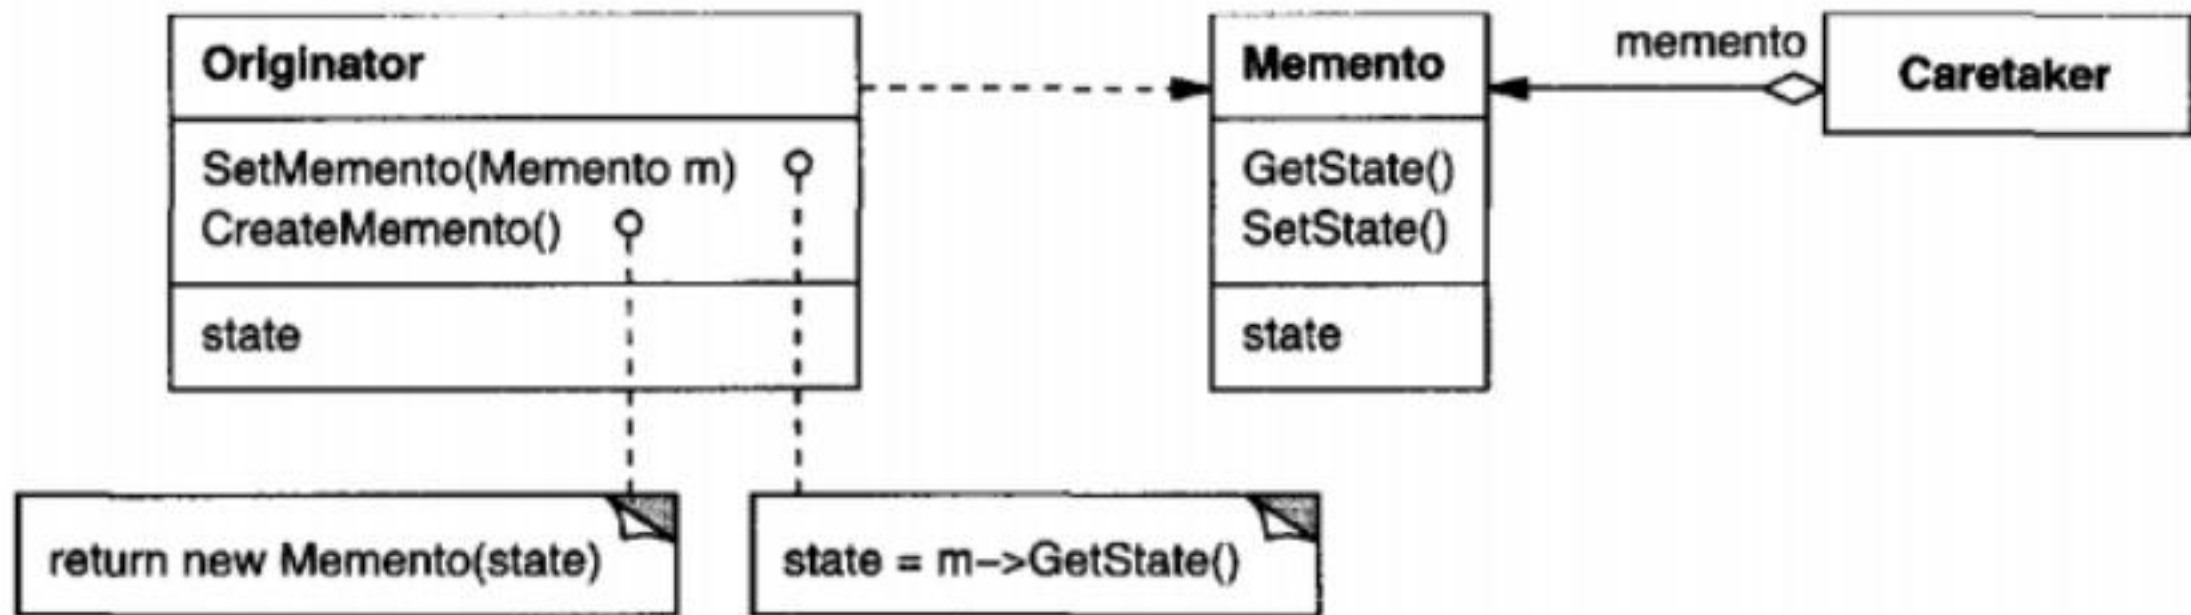 Originator
SetMemento(Memento m)
CreateMemento()
state
return new Memento(state)
state = m->GetState()
Memento
GetState()
SetState()
state
memento
Caretaker